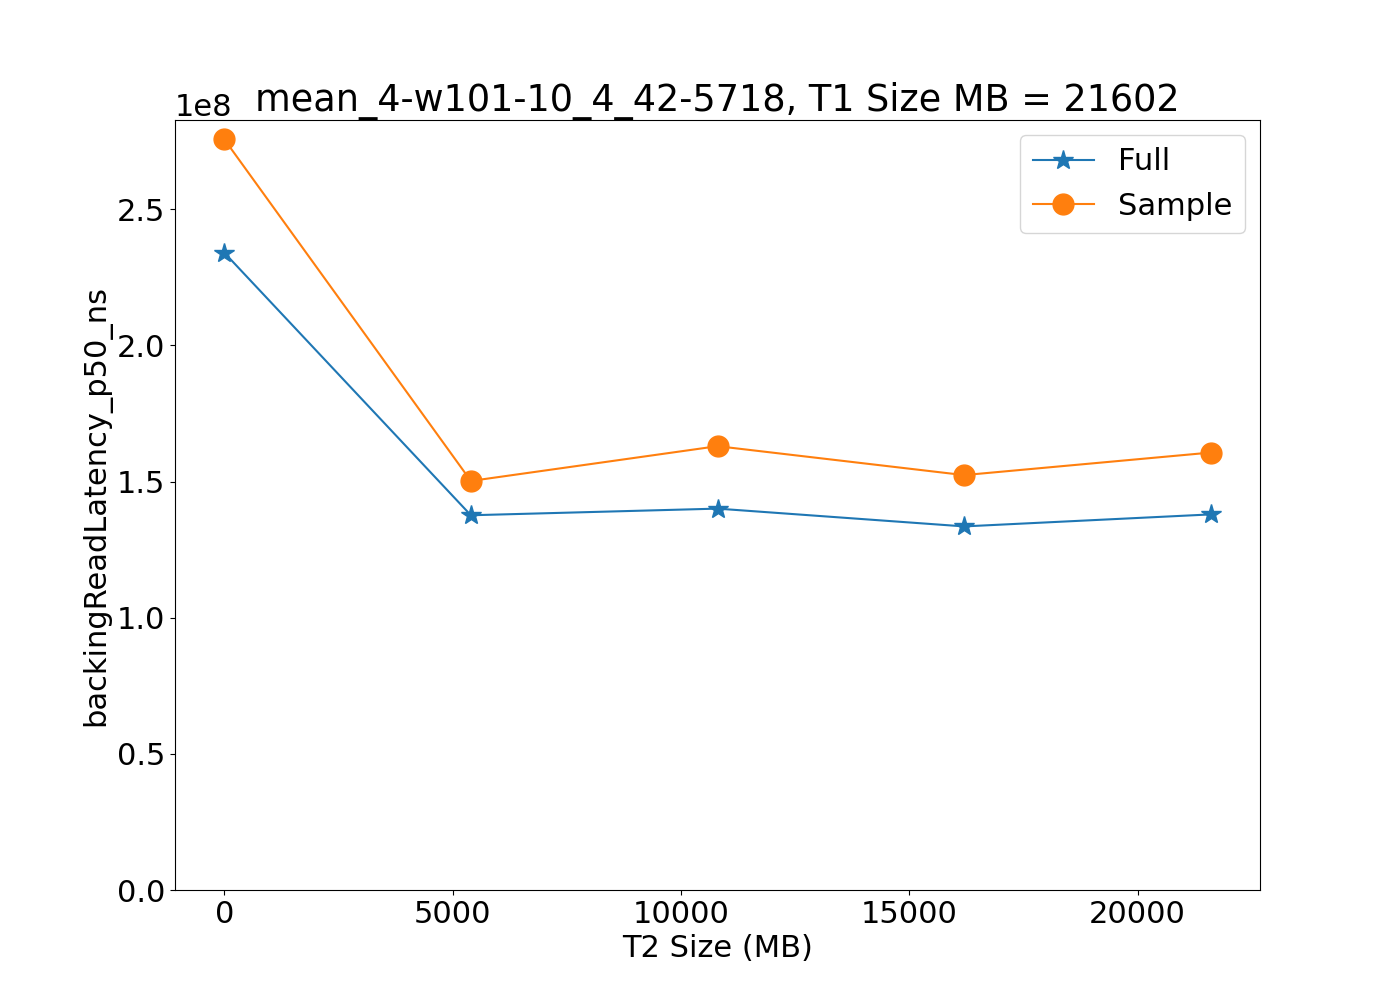 1e8
mean_4-w101-10_4_42-5718, T1 Size MB = 21602
Full
Sample
backingReadLatency_p50_ns
2.5
2.0
1.5
1.0
0.5
0.0
0 5000 10000 15000 20000
T2 Size (MB)